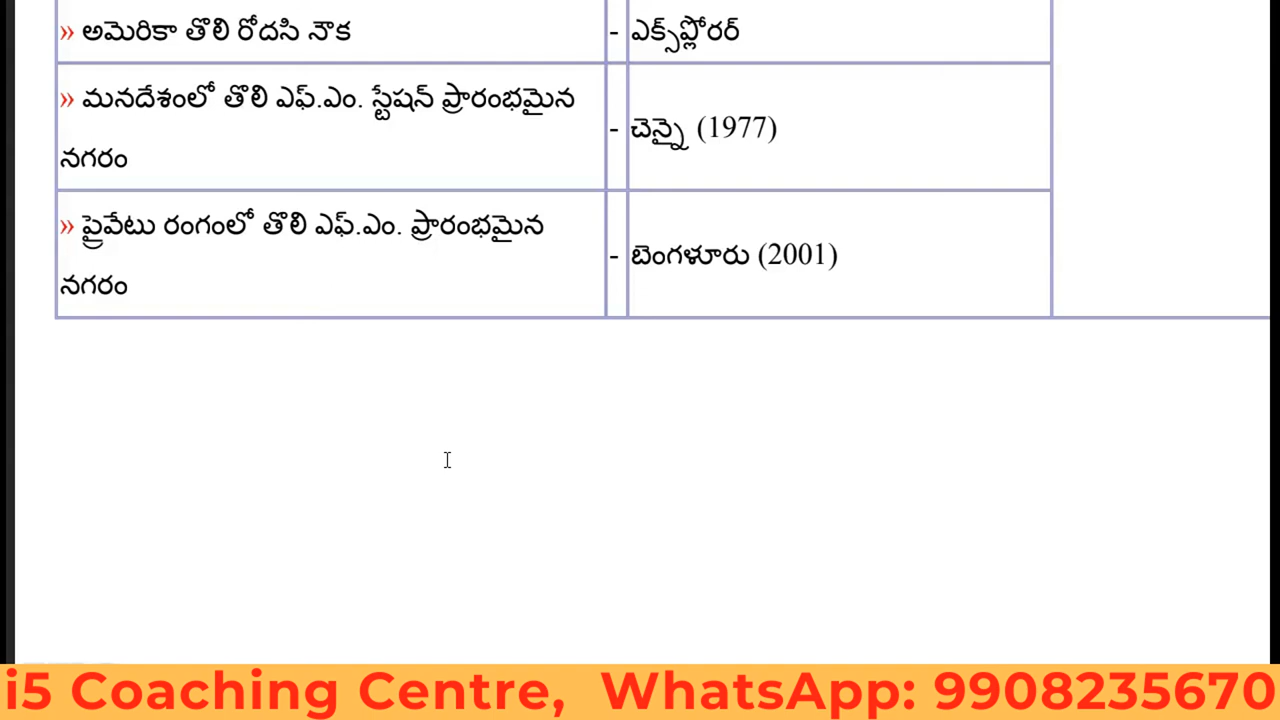 » అమెరికా తొలి రోదసి నౌక - ఎక్స్‌ప్లోరర్
» మనదేశంలో తొలి ఎఫ్.ఎం. స్టేషన్ ప్రారంభమైన
నగరం
- చెన్నై (1977)
» ప్రైవేటు రంగంలో తొలి ఎఫ్.ఎం. ప్రారంభమైన
నగరం
- బెంగళూరు (2001)
i5 Coaching Centre, WhatsApp: 9908235670